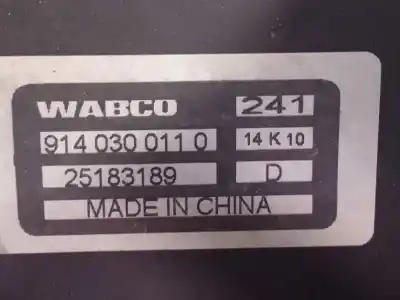 WABCO 241
914 030 011 0 14 K 10
25183189 D
MADE IN CHINA